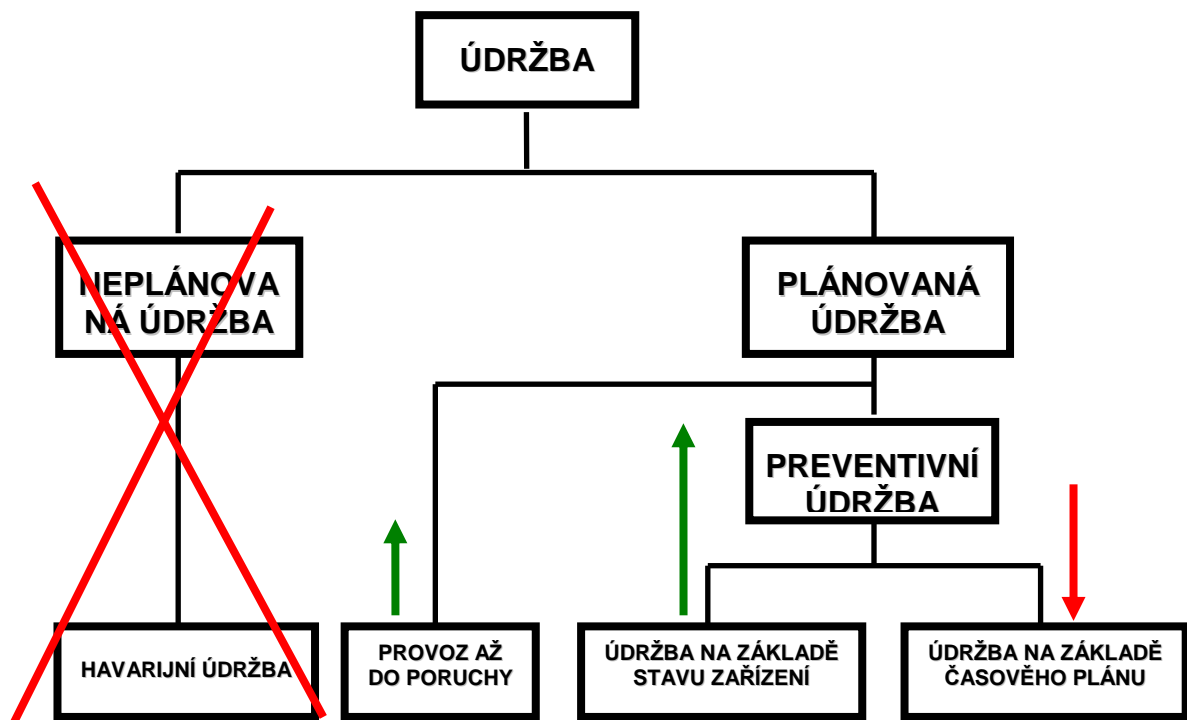 ÚDRŽBA
NEPLÁNOVA
NÁ ÚDRŽBA
PLÁNOVANÁ
ÚDRŽBA
PREVENTIVNÍ
ÚDRŽBA
HAVARIJNÍ ÚDRŽBA
PROVOZ AŽ
DO PORUCHY
ÚDRŽBA NA ZÁKLADĚ
STAVU ZAŘÍZENÍ
ÚDRŽBA NA ZÁKLADĚ
ČASOVĚHO PLÁNU